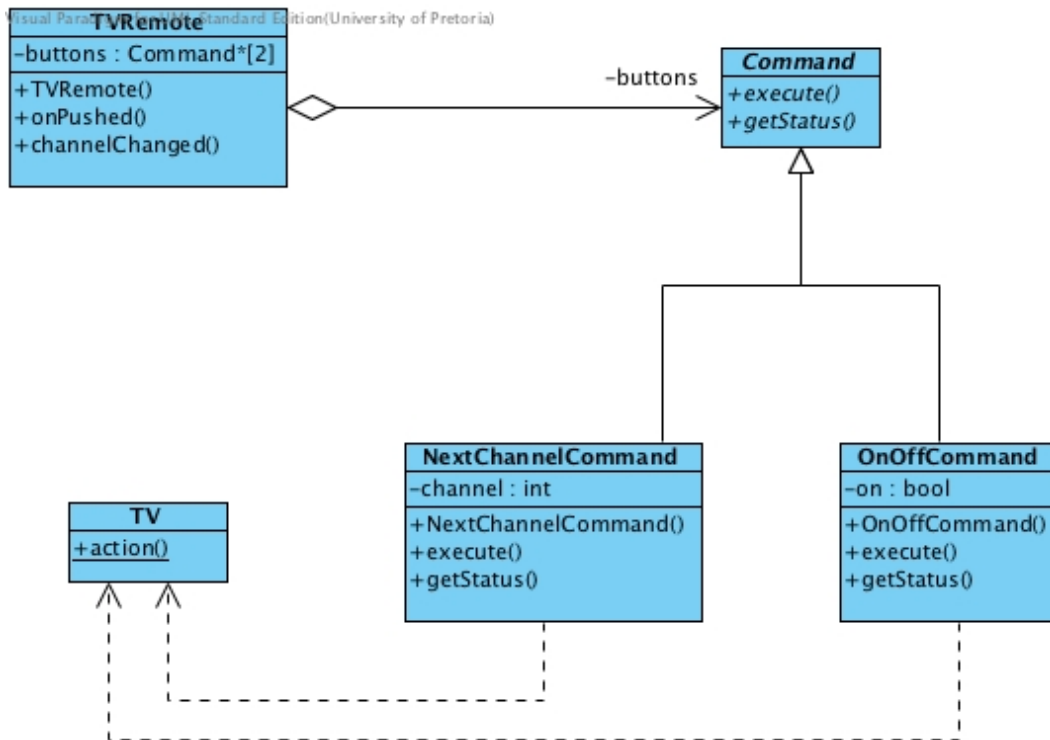 Visual Paradigm for UML Standard Edition(University of Pretoria)
TVRemote
-buttons : Command*[2]
+TVRemote()
+onPushed()
+channelChanged()
-buttons
Command
+execute()
+getStatus()
NextChannelCommand
-channel : int
+NextChannelCommand()
+execute()
+getStatus()
OnOffCommand
-on : bool
+OnOffCommand()
+execute()
+getStatus()
TV
+action()